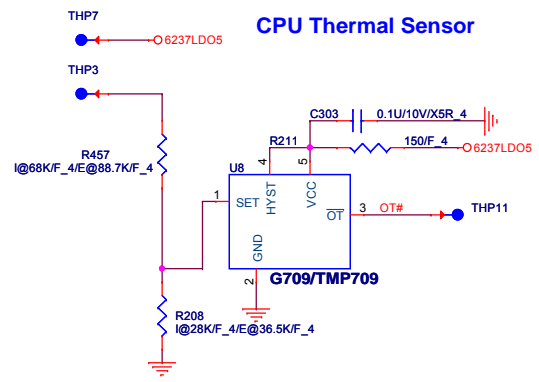 THP7
CPU Thermal Sensor
6237LDO5
THP3
C303
0.1U/10V/X5R_4
R457
I@68K/F_4/E@88.7K/F_4
R211
150/F_4
6237LDO5
U8
4
5
1
SET
HYST
VCC
OT
3
OT#
THP11
GND
2
G709/TMP709
R208
I@28K/F_4/E@36.5K/F_4